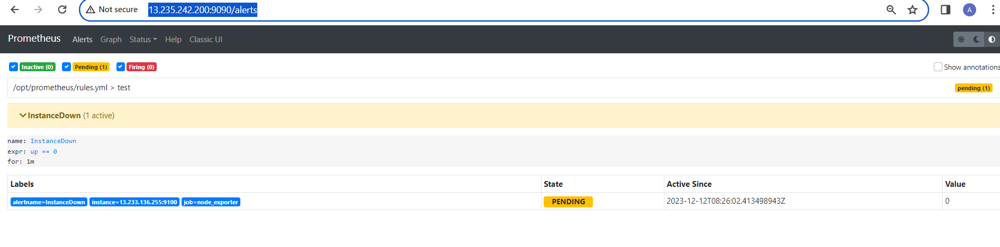 Not secure 13.235.242.200:9090/alerts A
Prometheus Alerts Graph Status Help Classic UI
Inactive (0) Pending (1) Firing (0) Show annotations
/opt/prometheus/rules.yml > test pending (1)
InstanceDown (1 active)
name: InstanceDown
expr: up == 0
for: 1m
Labels State Active Since Value
alertname=InstanceDown instance=13.233.136.255:9100 job=node_exporter PENDING 2023-12-12T08:26:02.413498943Z 0